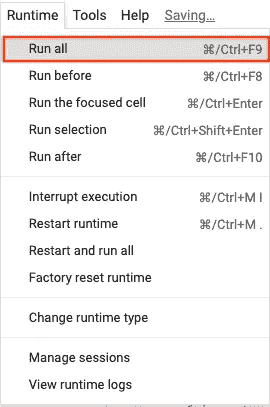 Runtime Tools Help Saving...
Run all ⌘/Ctrl+F9
Run before ⌘/Ctrl+F8
Run the focused cell ⌘/Ctrl+Enter
Run selection ⌘/Ctrl+Shift+Enter
Run after ⌘/Ctrl+F10
Interrupt execution ⌘/Ctrl+M I
Restart runtime ⌘/Ctrl+M .
Restart and run all
Factory reset runtime
Change runtime type
Manage sessions
View runtime logs